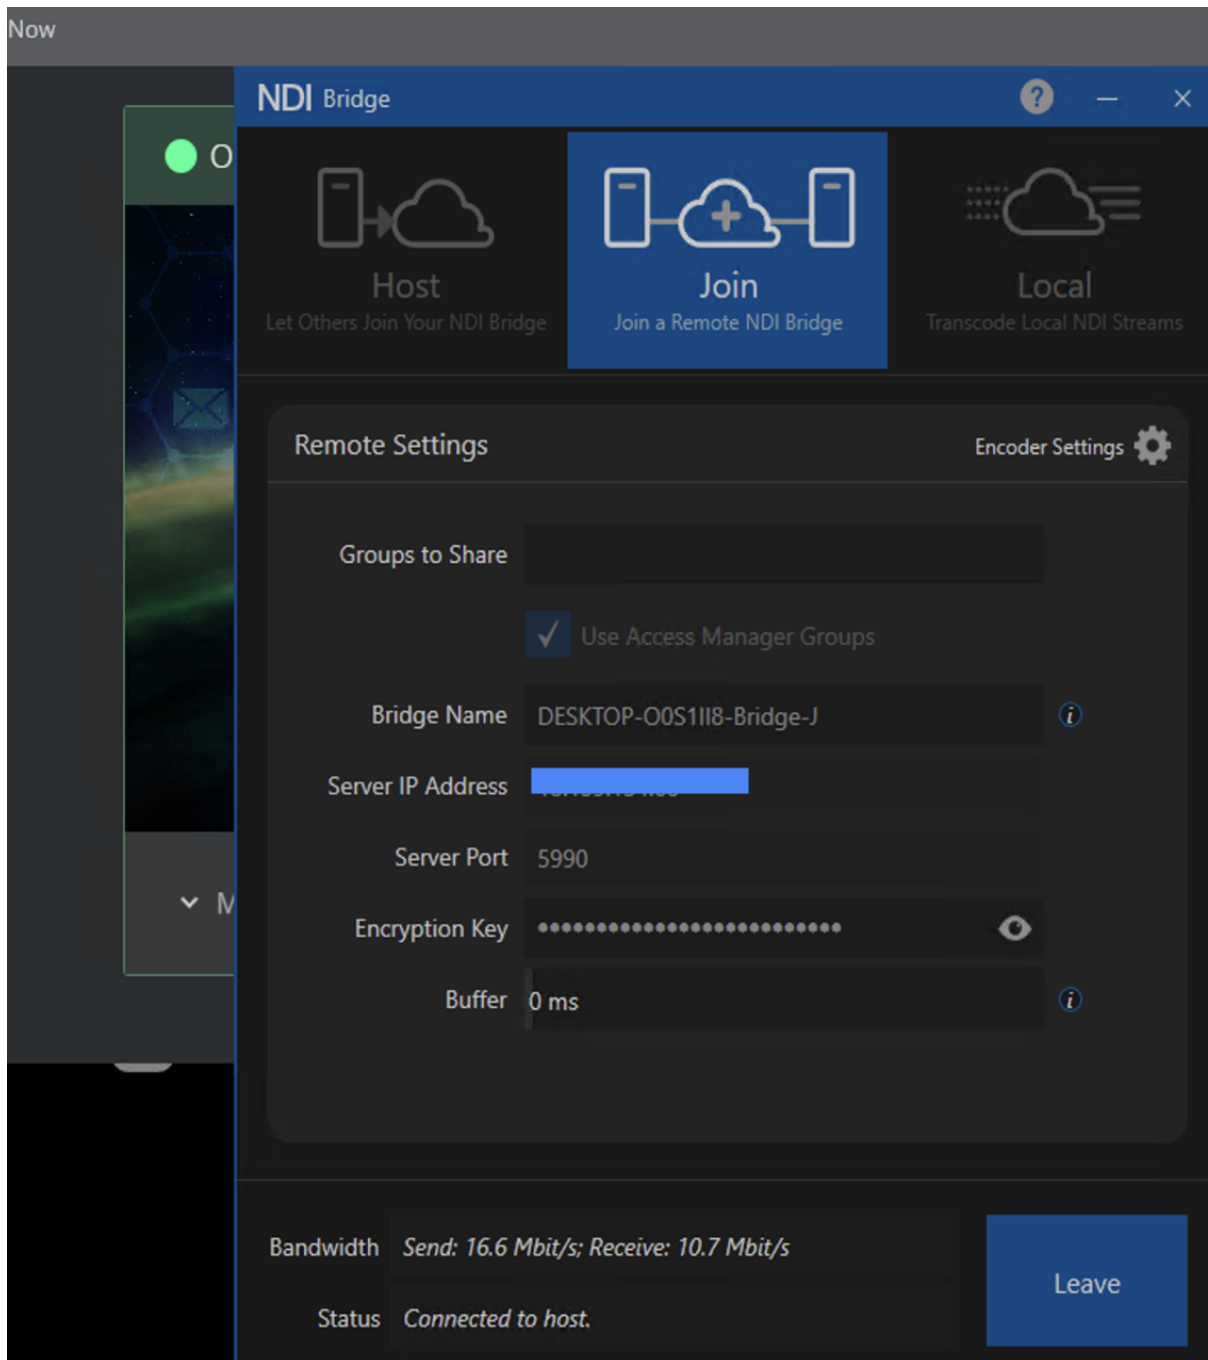 Now
NDI Bridge
?
Host
Let Others Join Your NDI Bridge
Join
Join a Remote NDI Bridge
Local
Transcode Local NDI Streams
Remote Settings
Encoder Settings
Groups to Share
Use Access Manager Groups
Bridge Name DESKTOP-O0S1II8-Bridge-J
Server IP Address
Server Port 5990
Encryption Key ••••••••••••••••••••••••••
Buffer 0 ms
Bandwidth Send: 16.6 Mbit/s; Receive: 10.7 Mbit/s
Status Connected to host.
Leave